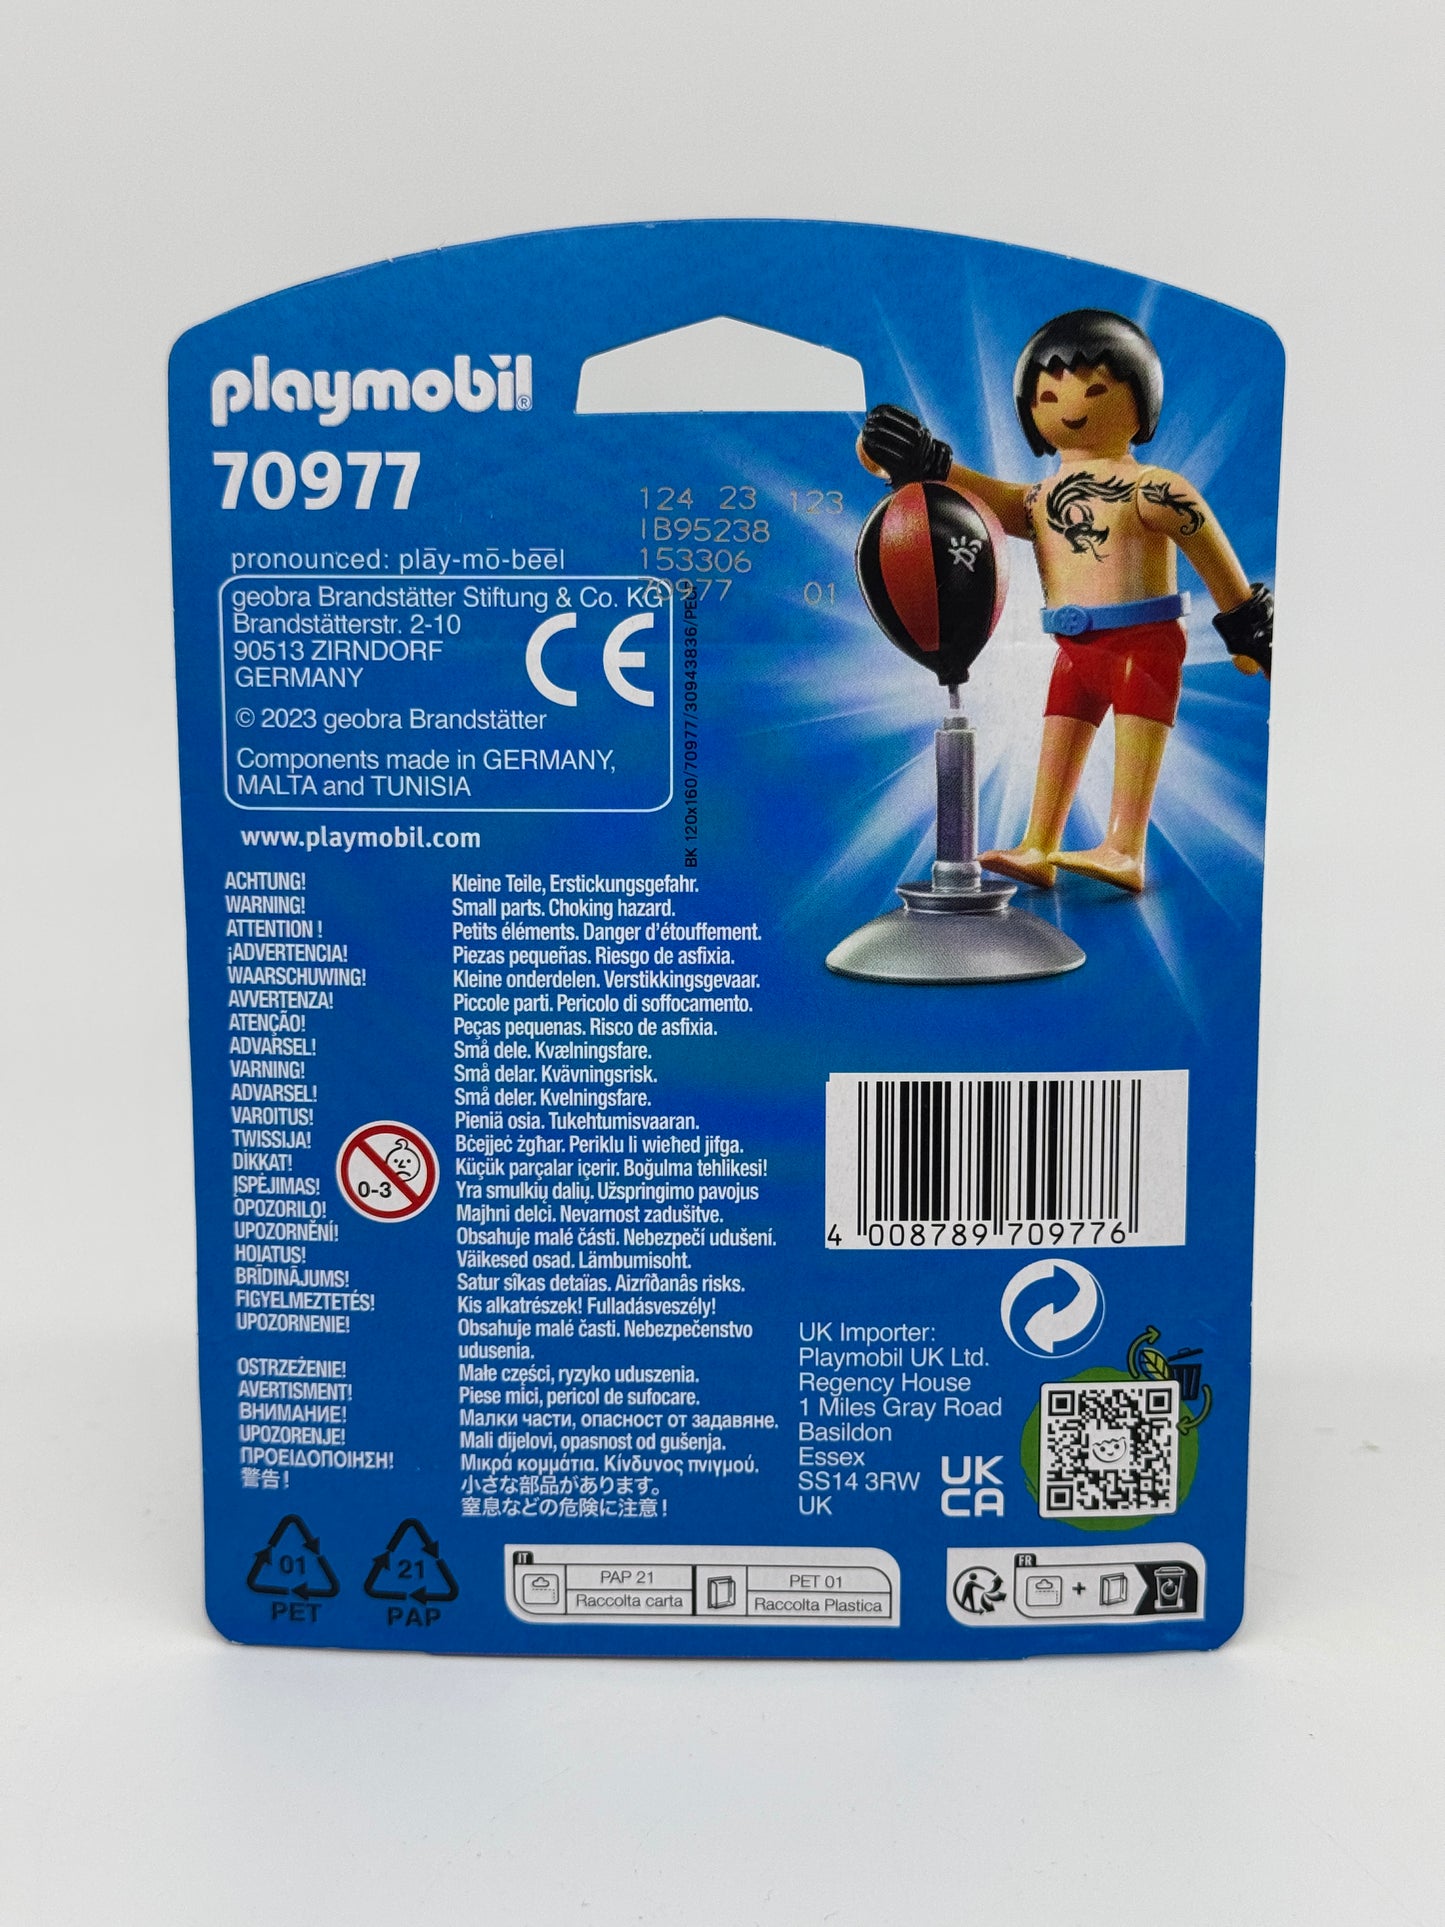 playmobil®
70977
124 23 123
IB95238
153306
70977 01
pronounced: plāy-mō-bēēl
geobra Brandstätter Stiftung & Co. KG
Brandstätterstr. 2-10
90513 ZIRNDORF
GERMANY
CE
© 2023 geobra Brandstätter
Components made in GERMANY,
MALTA and TUNISIA
BK 120x160/70977/30943836/PEU
www.playmobil.com
ACHTUNG! Kleine Teile, Erstickungsgefahr.
WARNING! Small parts. Choking hazard.
ATTENTION ! Petits éléments. Danger d'étouffement.
¡ADVERTENCIA! Piezas pequeñas. Riesgo de asfixia.
WAARSCHUWING! Kleine onderdelen. Verstikkingsgevaar.
AVVERTENZA! Piccole parti. Pericolo di soffocamento.
ATENÇÃO! Peças pequenas. Risco de asfixia.
ADVARSEL! Små dele. Kvælningsfare.
VARNING! Små delar. Kvävningsrisk.
ADVARSEL! Små deler. Kvelningsfare.
VAROITUS! Pieniä osia. Tukehtumisvaaran.
TWISSIJA! Bċejjeċ żgħar. Periklu li wieħed jifga.
DİKKAT! Küçük parçalar içerir. Boğulma tehlikesi!
ĮSPĖJIMAS! Yra smulkių dalių. Užspringimo pavojus
OPOZORILO! Majhni delci. Nevarnost zadušitve.
UPOZORNĚNÍ! Obsahuje malé části. Nebezpečí udušení.
HOIATUS! Väikesed osad. Lämbumisoht.
BRĪDINĀJUMS! Satur sîkas detaïas. Aizrîðanâs risks.
FIGYELMEZTETÉS! Kis alkatrészek! Fulladásveszély!
UPOZORNENIE! Obsahuje malé časti. Nebezpečenstvo
udusenia.
OSTRZEŻENIE! Małe części, ryzyko uduszenia.
AVERTISMENT! Piese mici, pericol de sufocare.
ВНИМАНИЕ! Малки части, опасност от задавяне.
UPOZORENJE! Mali dijelovi, opasnost od gušenja.
ΠΡΟΕΙΔΟΠΟΙΗΣΗ! Μικρά κομμάτια. Κίνδυνος πνιγμού.
警告! 小さな部品があります。
窒息などの危険に注意!
0-3
4 008789 709776
UK Importer:
Playmobil UK Ltd.
Regency House
1 Miles Gray Road
Basildon
Essex
SS14 3RW
UK
UK
CA
01
PET
21
PAP
IT
PAP 21
Raccolta carta
PET 01
Raccolta Plastica
FR
+